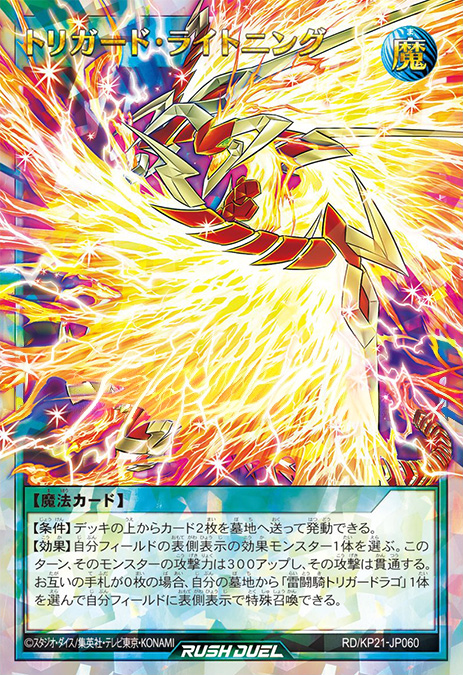 トリガード・ライトニング
魔
【魔法カード】
【条件】デッキの上からカード2枚を墓地へ送って発動できる。
【効果】自分フィールドの表側表示の効果モンスター1体を選ぶ。この
ターン、そのモンスターの攻撃力は300アップし、その攻撃は貫通する。
お互いの手札が0枚の場合、自分の墓地から「雷闘騎トリガードラゴ」1体
を選んで自分フィールドに表側表示で特殊召喚できる。
©スタジオ・ダイス/集英社・テレビ東京・KONAMI
RUSH DUEL
RD/KP21-JP060